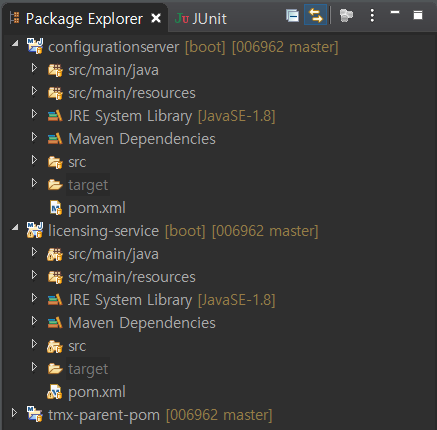 Package Explorer JUnit
configurationserver [boot] [006962 master]
src/main/java
src/main/resources
JRE System Library [JavaSE-1.8]
Maven Dependencies
src
target
pom.xml
licensing-service [boot] [006962 master]
src/main/java
src/main/resources
JRE System Library [JavaSE-1.8]
Maven Dependencies
src
target
pom.xml
tmx-parent-pom [006962 master]